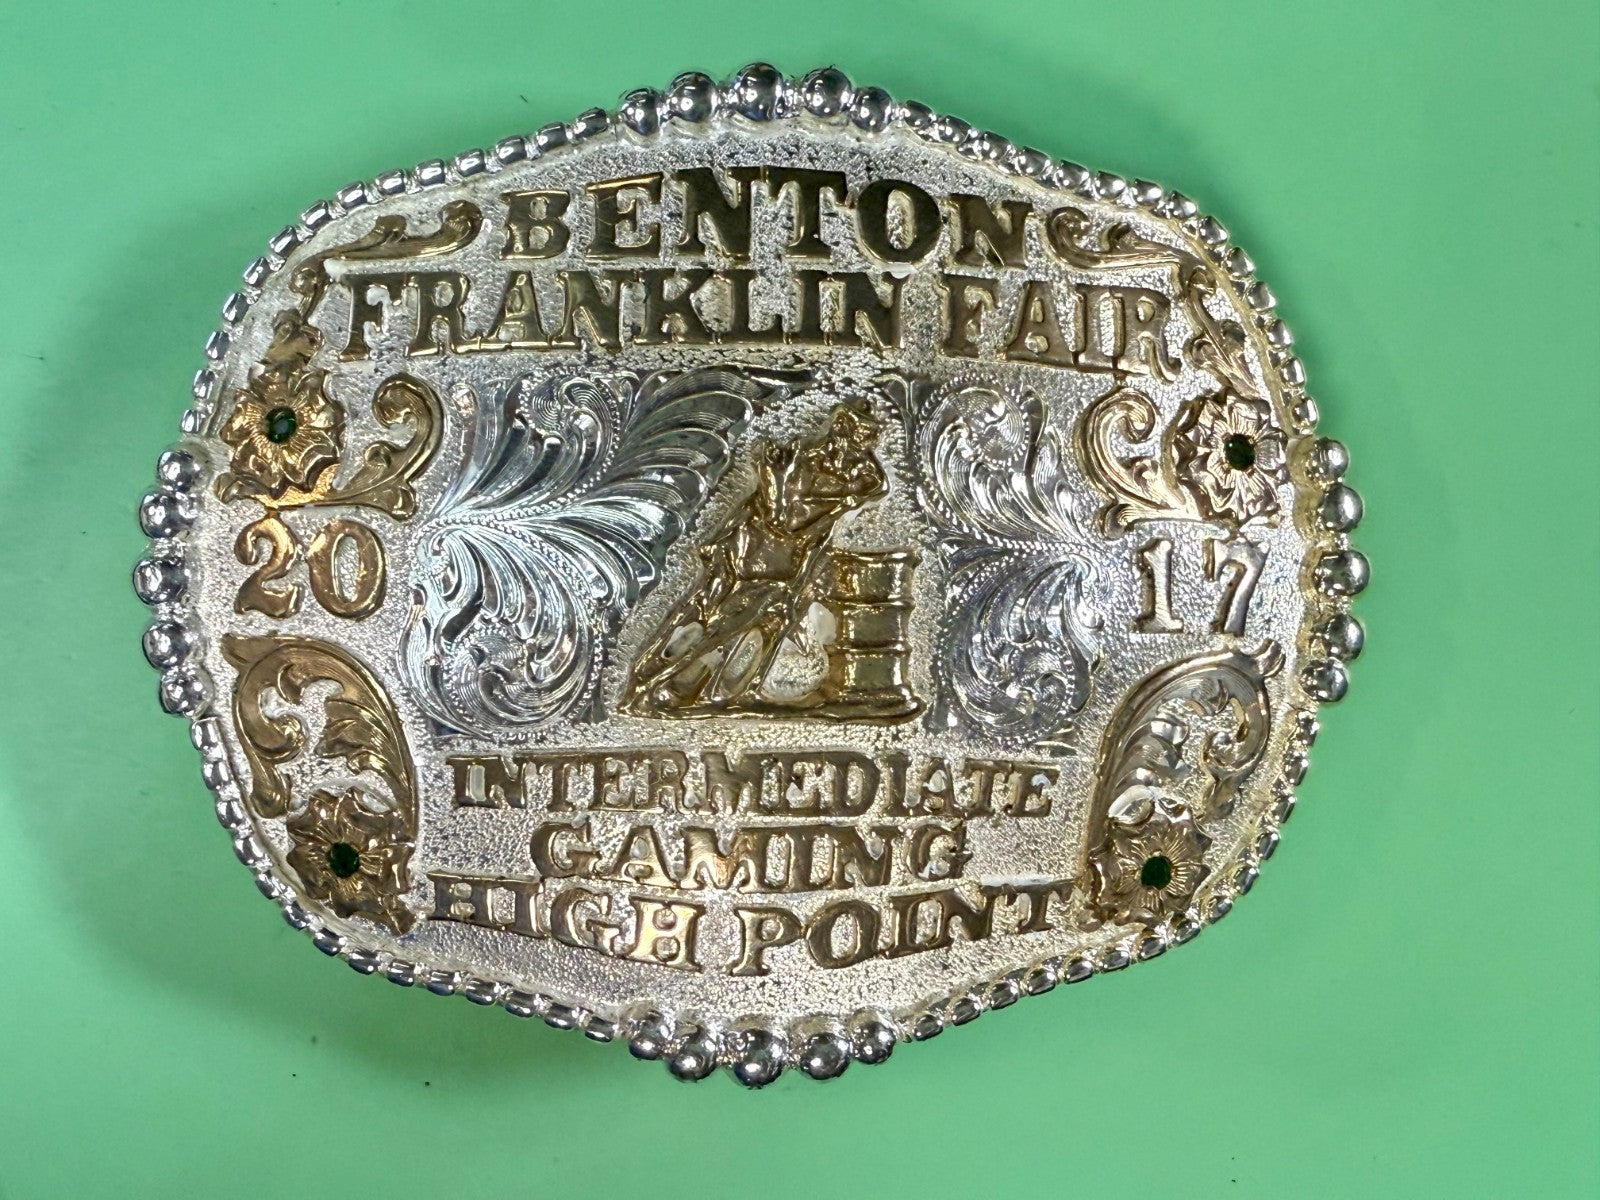 BENTON
FRANKLIN FAIR
20 17
INTERMEDIATE
GAMING
HIGH POINT